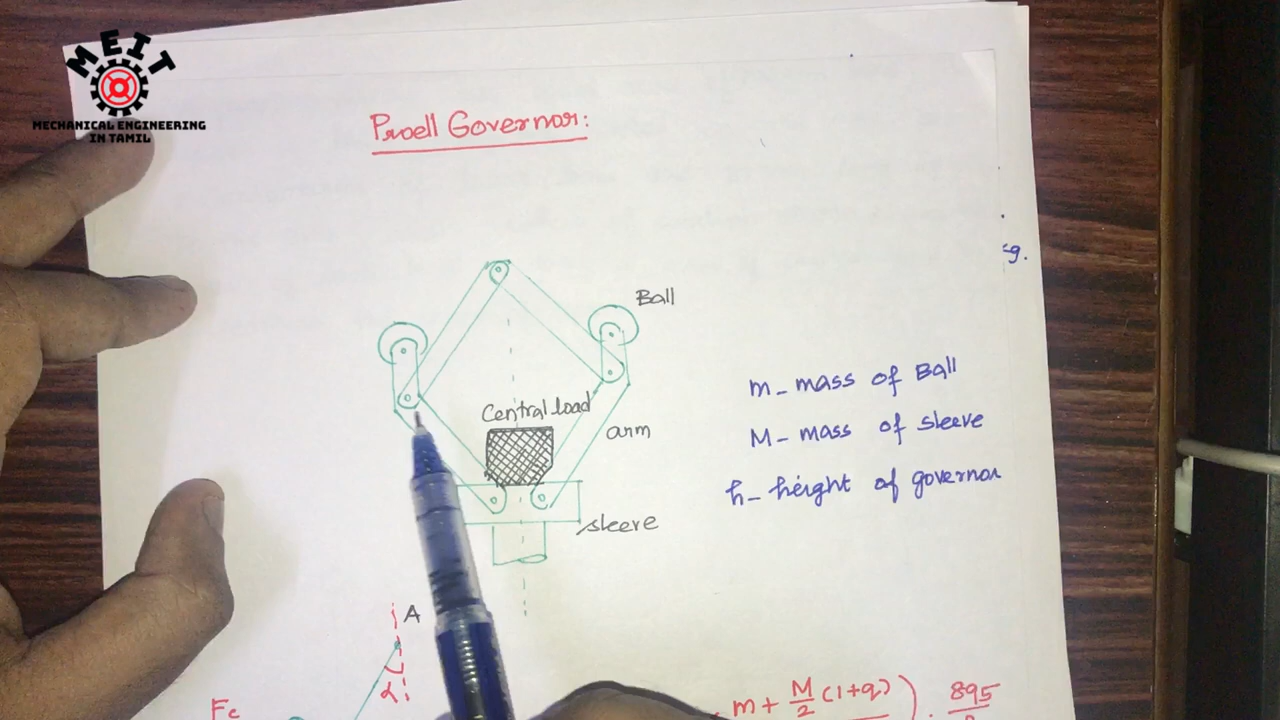 MEIT
MECHANICAL ENGINEERING
IN TAMIL
Proell Governor:
g.
Ball
m - mass of Ball
Central load
arm
M - mass of sleeve
h - height of governor
sleeve
A
α
Fc
m + M/2 (1+q) ) . 895